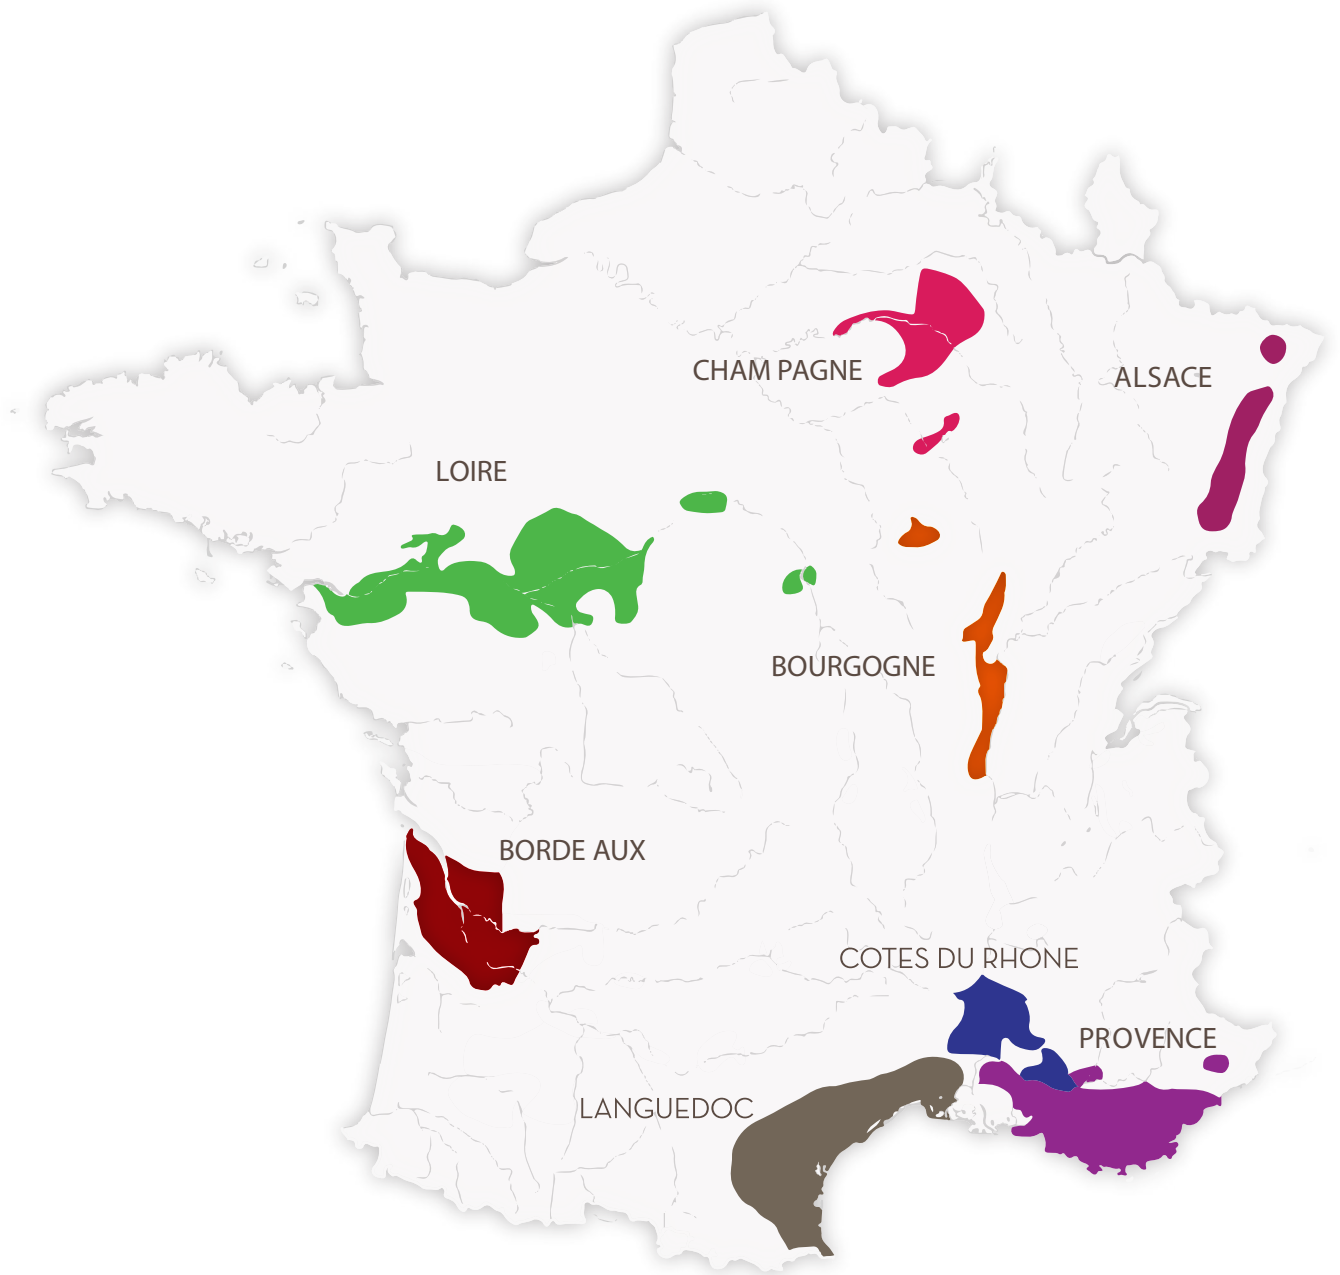 CHAM PAGNE
ALSACE
LOIRE
BOURGOGNE
BORDE AUX
COTES DU RHONE
PROVENCE
LANGUEDOC